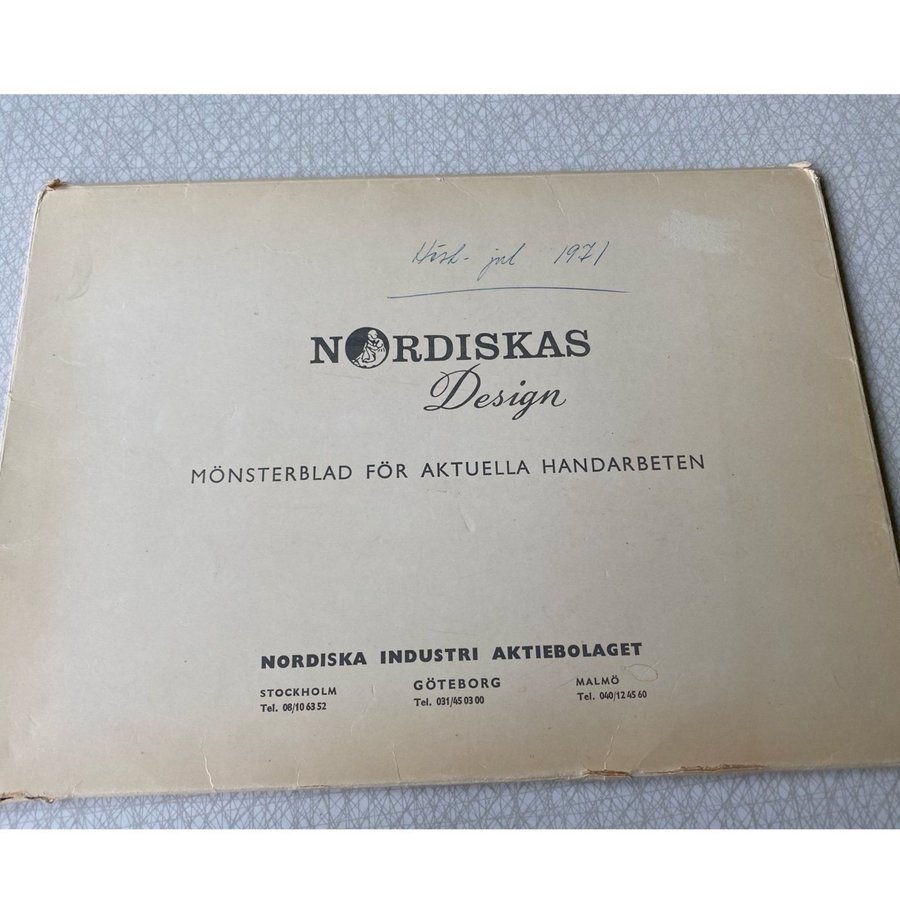 Höst - jul 1971
NORDISKAS
Design
MÖNSTERBLAD FÖR AKTUELLA HANDARBETEN
NORDISKA INDUSTRI AKTIEBOLAGET
STOCKHOLM GÖTEBORG MALMÖ
Tel. 08/10 63 52 Tel. 031/45 03 00 Tel. 040/12 45 60